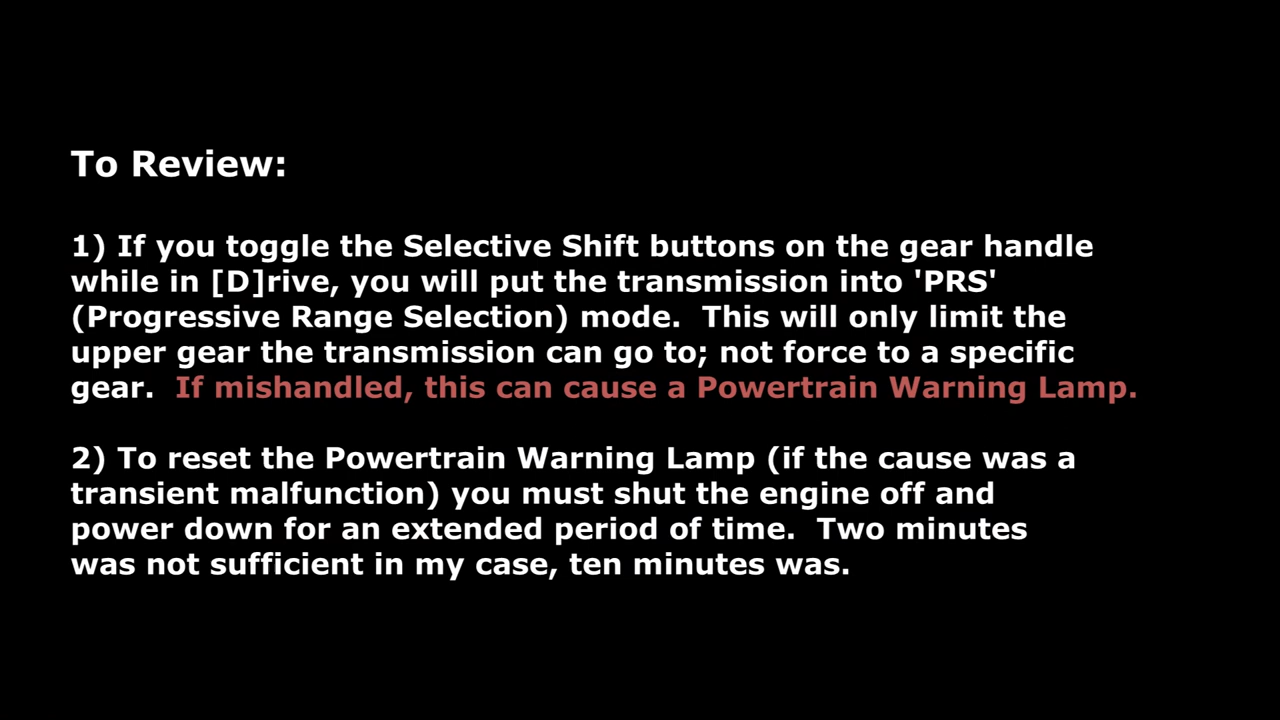 To Review:
1) If you toggle the Selective Shift buttons on the gear handle
while in [D]rive, you will put the transmission into 'PRS'
(Progressive Range Selection) mode.  This will only limit the
upper gear the transmission can go to; not force to a specific
gear.  If mishandled, this can cause a Powertrain Warning Lamp.
2) To reset the Powertrain Warning Lamp (if the cause was a
transient malfunction) you must shut the engine off and
power down for an extended period of time.  Two minutes
was not sufficient in my case, ten minutes was.